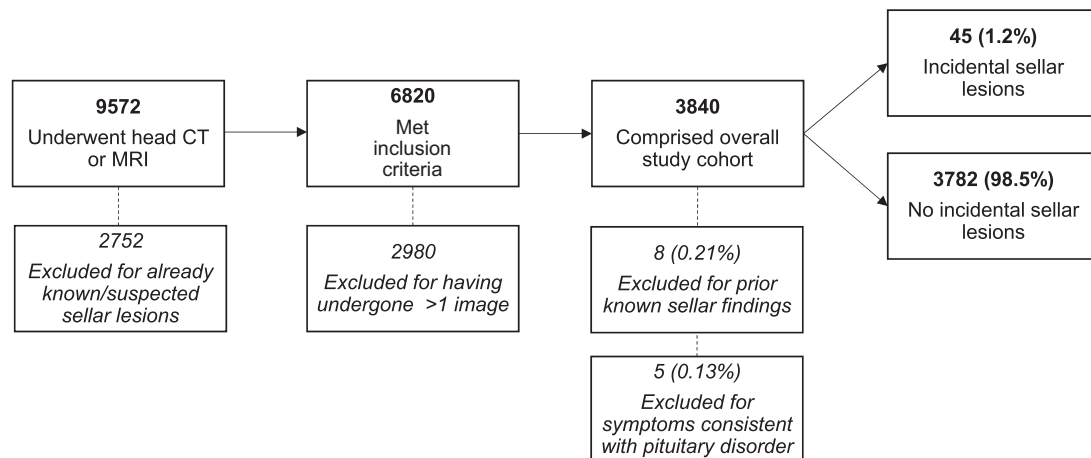 9572
Underwent head CT
or MRI
2752
Excluded for already
known/suspected
sellar lesions
6820
Met
inclusion
criteria
2980
Excluded for having
undergone >1 image
3840
Comprised overall
study cohort
8 (0.21%)
Excluded for prior
known sellar findings
5 (0.13%)
Excluded for
symptoms consistent
with pituitary disorder
45 (1.2%)
Incidental sellar
lesions
3782 (98.5%)
No incidental sellar
lesions